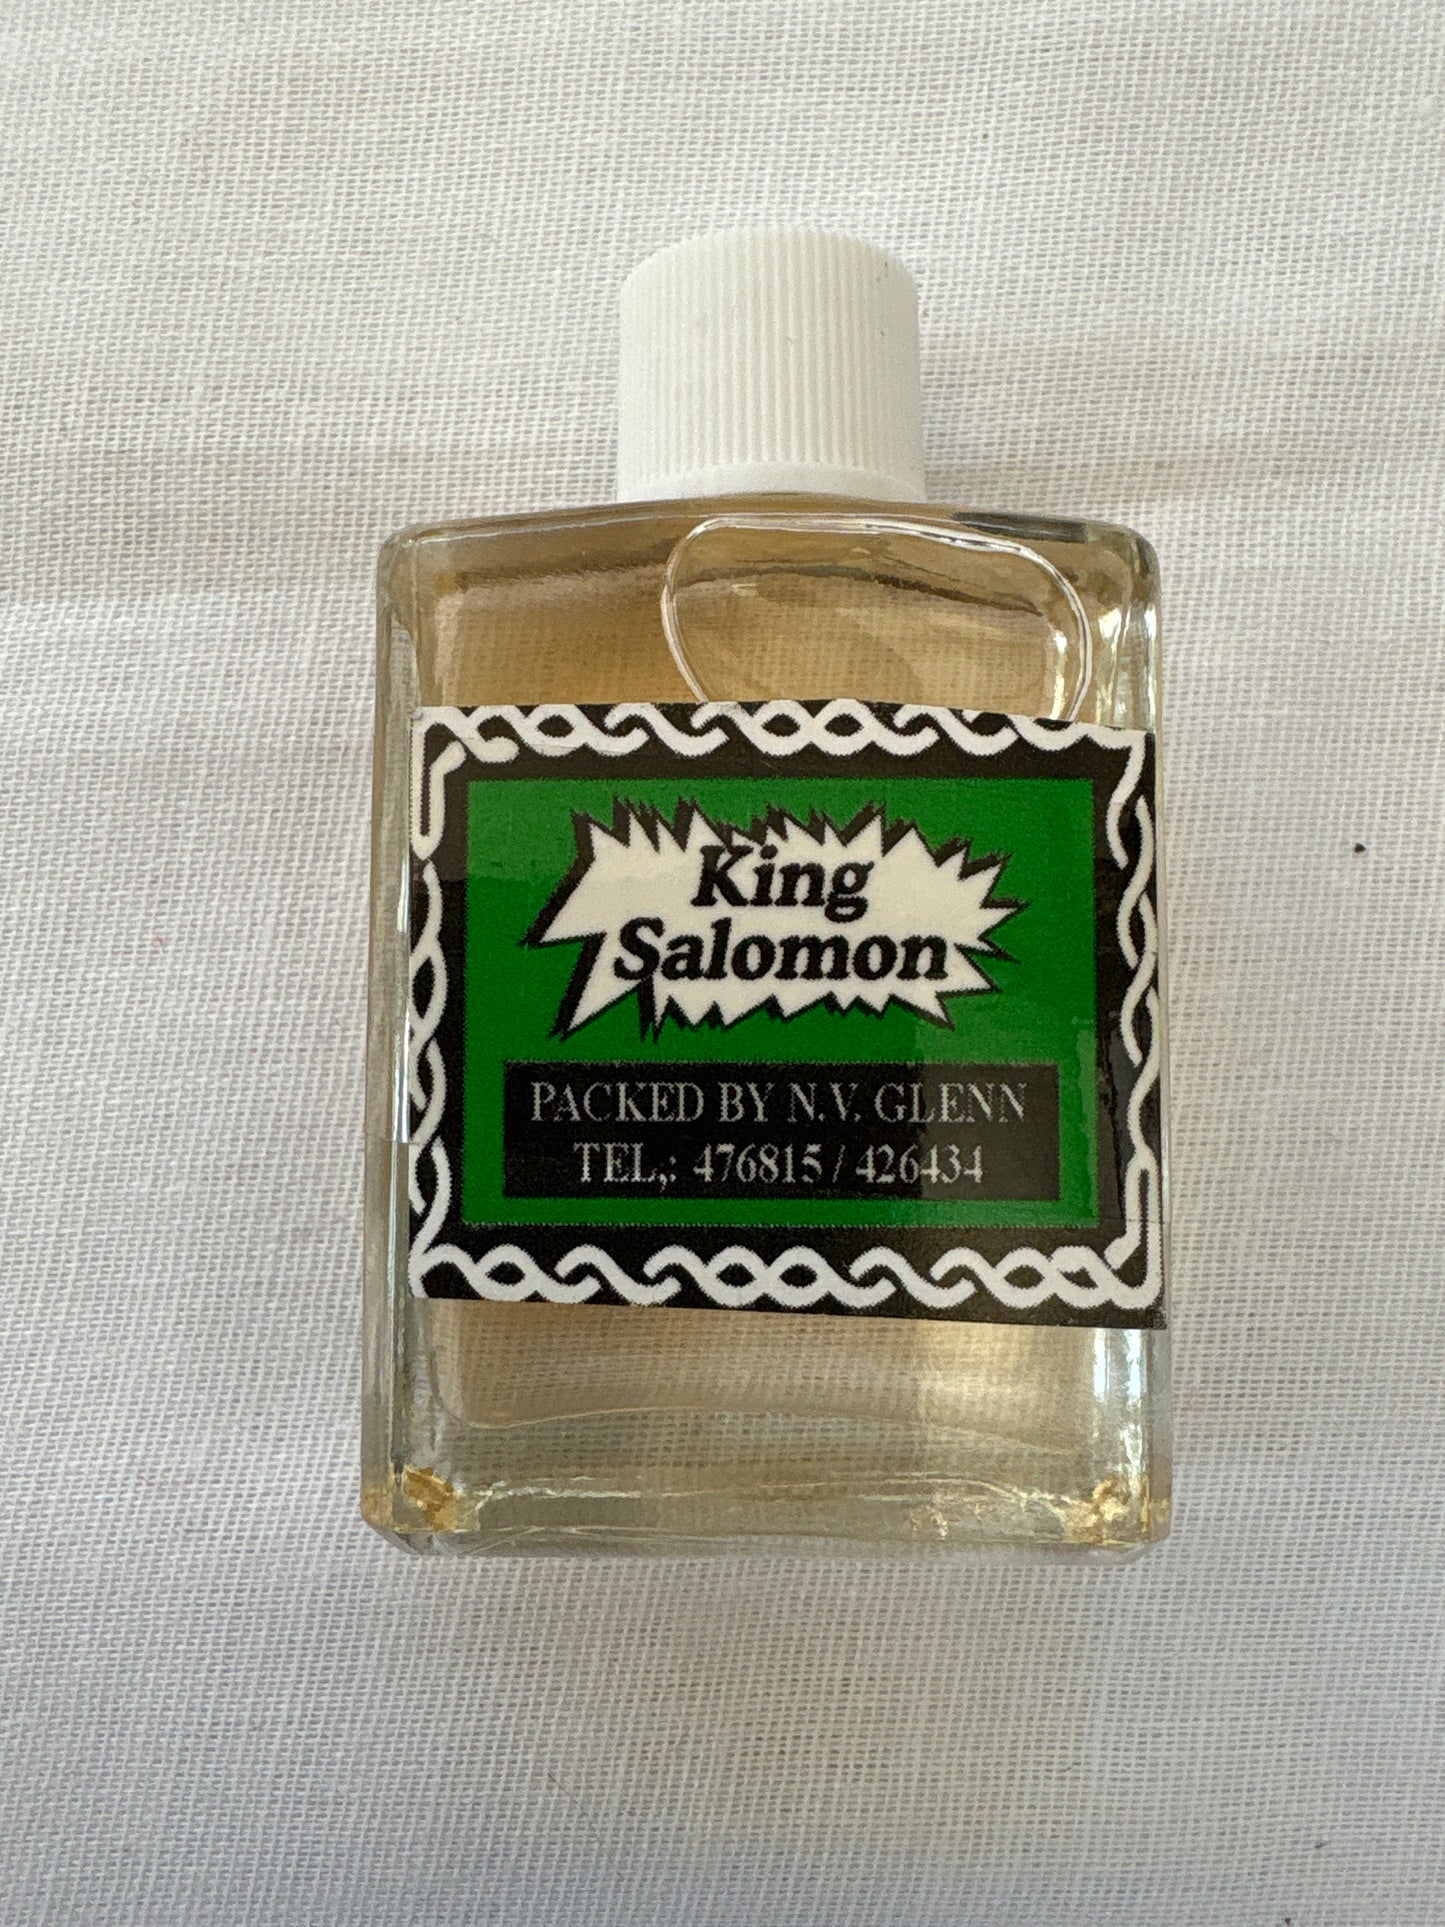 King
Salomon
PACKED BY N.V. GLENN
TEL,: 476815 / 426434